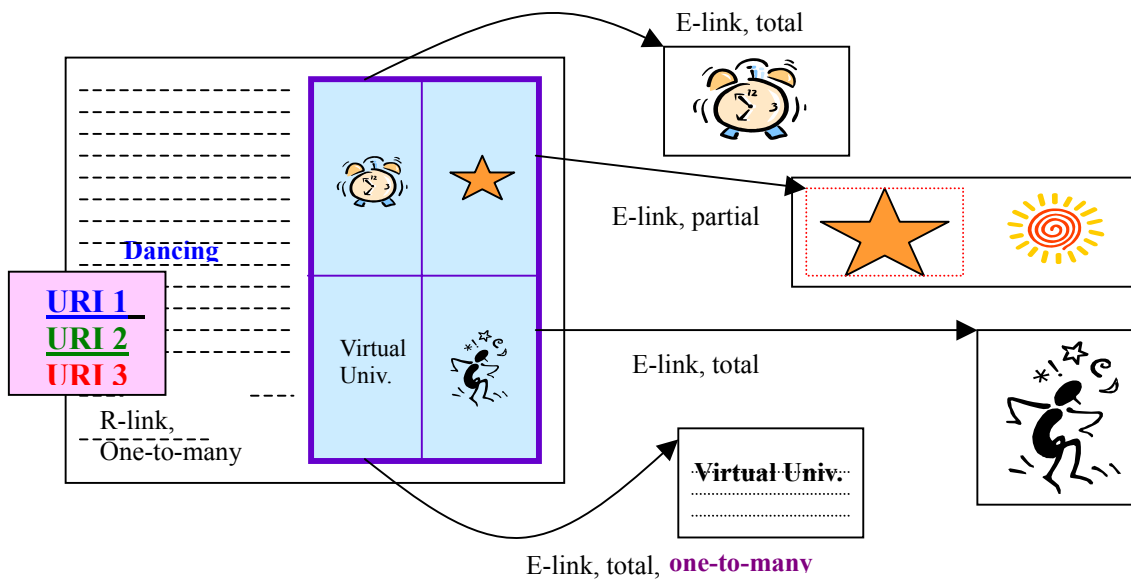 E-link, total
E-link, partial
Dancing
URI 1
URI 2
URI 3
Virtual
Univ.
E-link, total
R-link,
One-to-many
Virtual Univ.
E-link, total, one-to-many